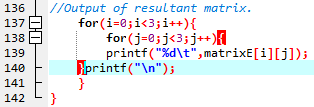 136 //Output of resultant matrix.
137 for(i=0;i<3;i++){
138 for(j=0;j<3;j++){
139 printf("%d\t",matrixE[i][j]);
140 }printf("\n");
141 }
142 }